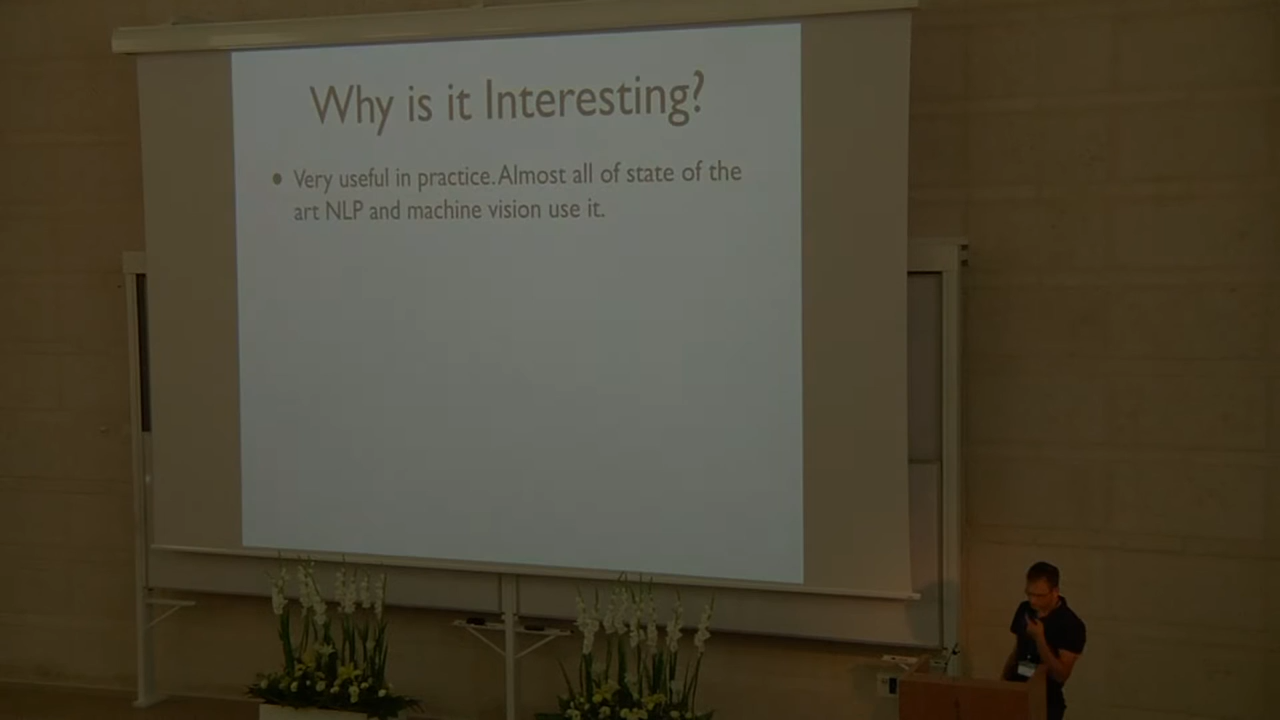 Why is it Interesting?
• Very useful in practice. Almost all of state of the
art NLP and machine vision use it.